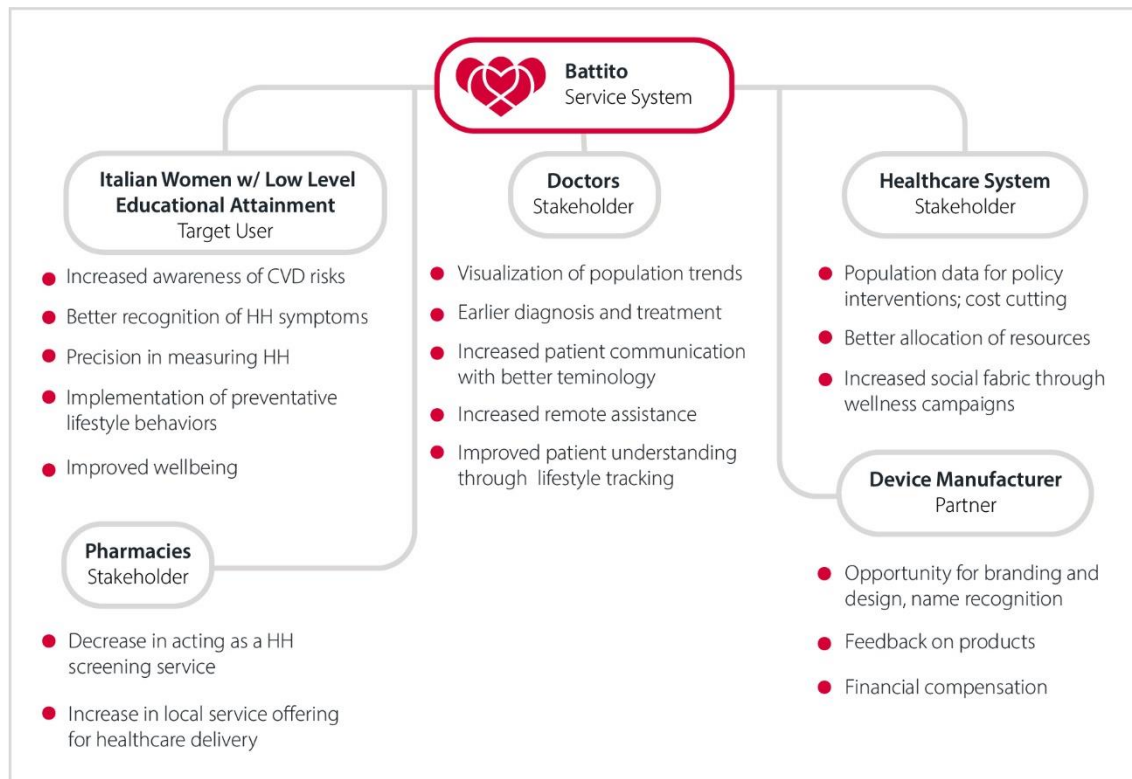 Battito
Service System
Italian Women w/ Low Level
Educational Attainment
Target User
Increased awareness of CVD risks
Better recognition of HH symptoms
Precision in measuring HH
Implementation of preventative
lifestyle behaviors
Improved wellbeing
Pharmacies
Stakeholder
Decrease in acting as a HH
screening service
Increase in local service offering
for healthcare delivery
Doctors
Stakeholder
Visualization of population trends
Earlier diagnosis and treatment
Increased patient communication
with better teminology
Increased remote assistance
Improved patient understanding
through lifestyle tracking
Healthcare System
Stakeholder
Population data for policy
interventions; cost cutting
Better allocation of resources
Increased social fabric through
wellness campaigns
Device Manufacturer
Partner
Opportunity for branding and
design, name recognition
Feedback on products
Financial compensation